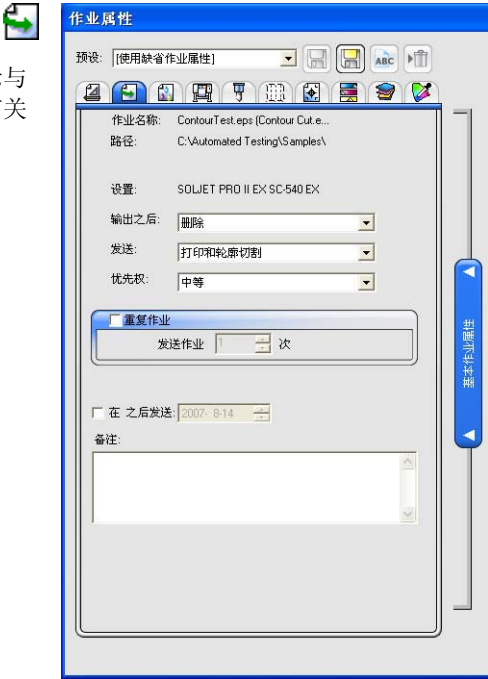 与
关
作业属性
预设: [使用缺省作业属性]
ABC
作业名称: ContourTest.eps (Contour Cut.e...
路径: C:\Automated Testing\Samples\
设置: SOLJET PRO II EX SC-540 EX
输出之后: 删除
发送: 打印和轮廓切割
优先权: 中等
重复作业
发送作业 1 次
在 之后发送: 2007- 8-14
备注:
基本作业属性